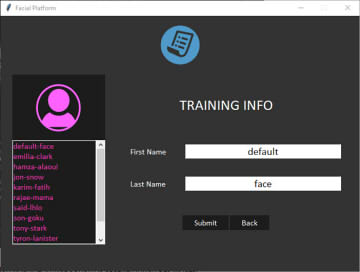 Facial Platform
TRAINING INFO
default-face
emilia-clark
hamza-alaoui
jon-snow
karim-fatih
rajae-mama
said-lhlo
son-goku
tony-stark
tyron-lanister
First Name
default
Last Name
face
Submit
Back